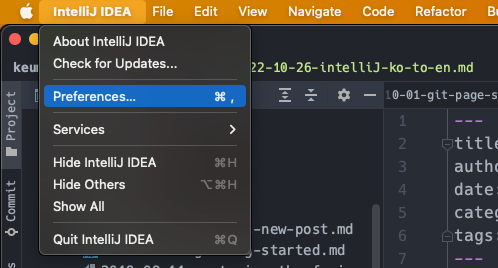 IntelliJ IDEA File Edit View Navigate Code Refactor
About IntelliJ IDEA
Check for Updates...
Preferences... ⌘ ,
Services
Hide IntelliJ IDEA ⌘H
Hide Others ⌥⌘H
Show All
Quit IntelliJ IDEA ⌘Q
keu
22-10-26-intelliJ-ko-to-en.md
Project
Commit
-new-post.md
g-started.md
10-01-git-page-s
1 ---
2 title
3 autho
4 date:
5 categ
6 tags:
7 ---